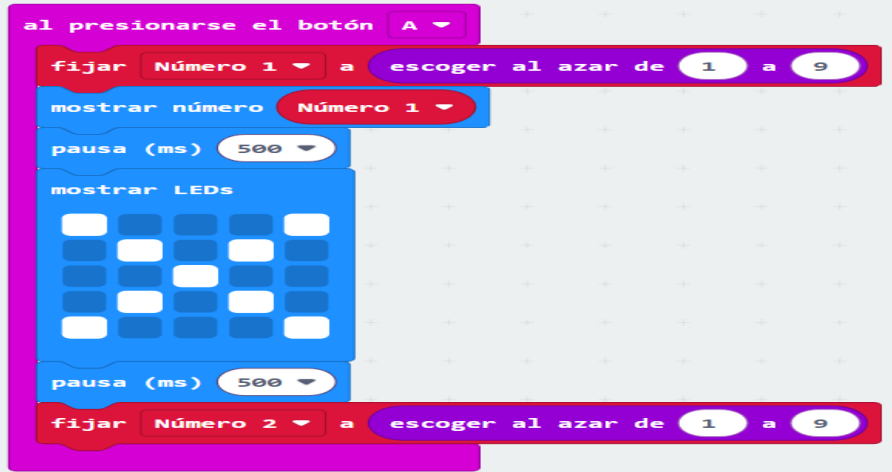 al presionarse el botón A
fijar Número 1 a escoger al azar de 1 a 9
mostrar número Número 1
pausa (ms) 500
mostrar LEDs
pausa (ms) 500
fijar Número 2 a escoger al azar de 1 a 9